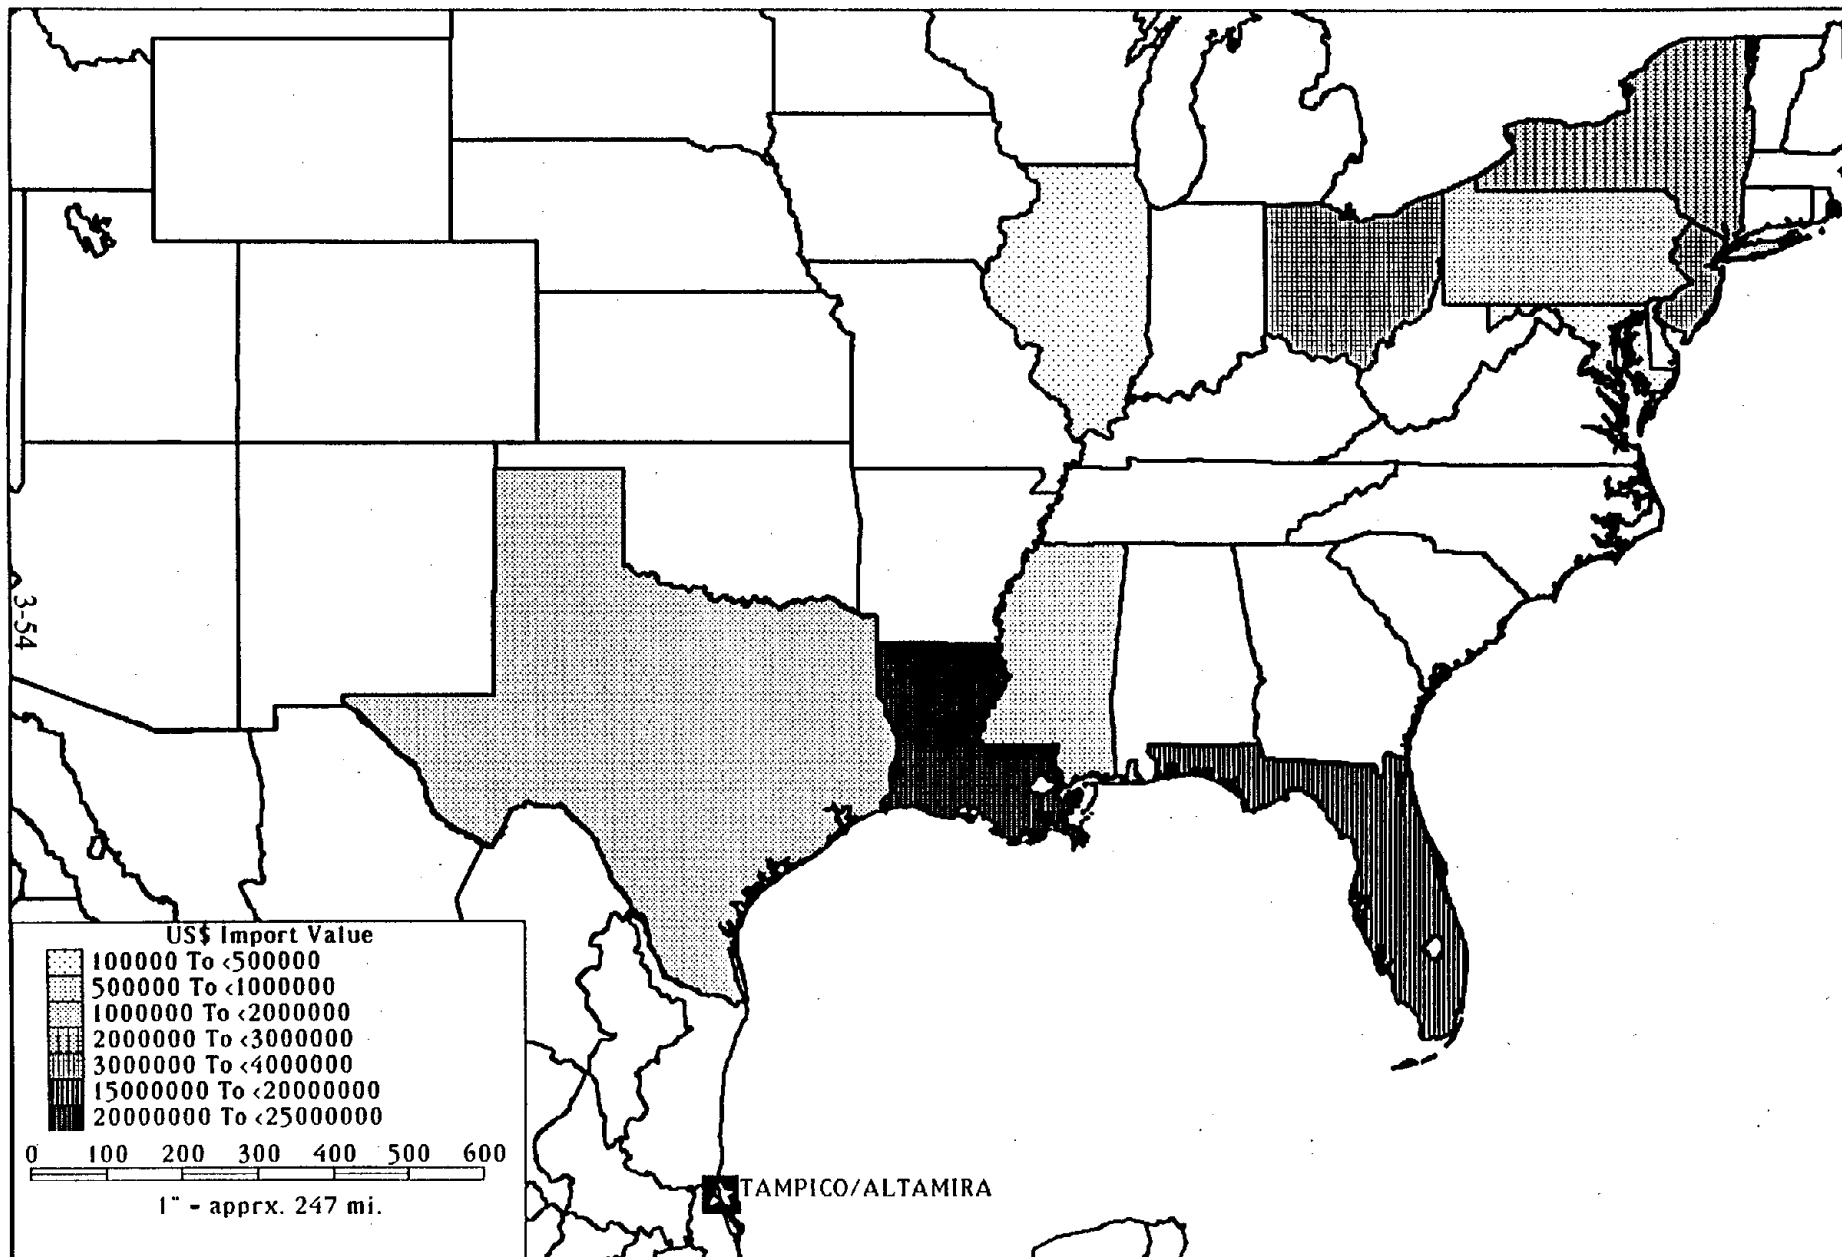 3-54
US$ Import Value
100000 To <500000
500000 To <1000000
1000000 To <2000000
2000000 To <3000000
3000000 To <4000000
15000000 To <20000000
20000000 To <25000000
0 100 200 300 400 500 600
1" - apprx. 247 mi.
TAMPICO/ALTAMIRA